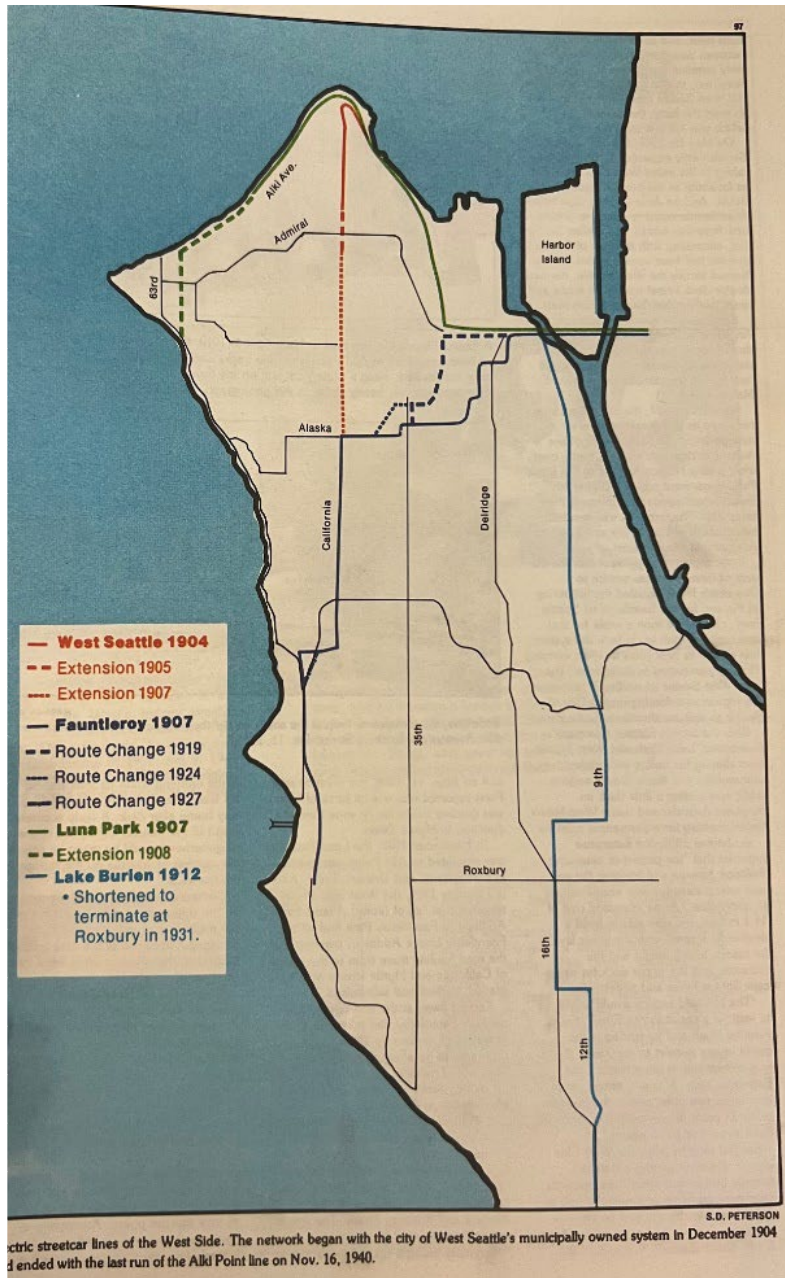 97
Alki Ave.
Admiral
63rd
Harbor
Island
Alaska
California
Delridge
West Seattle 1904
Extension 1905
Extension 1907
Fauntleroy 1907
Route Change 1919
Route Change 1924
Route Change 1927
Luna Park 1907
Extension 1908
Lake Burien 1912
• Shortened to
terminate at
Roxbury in 1931.
35th
9th
Roxbury
16th
12th
S.D. PETERSON
ctric streetcar lines of the West Side. The network began with the city of West Seattle's municipally owned system in December 1904
d ended with the last run of the Alki Point line on Nov. 16, 1940.